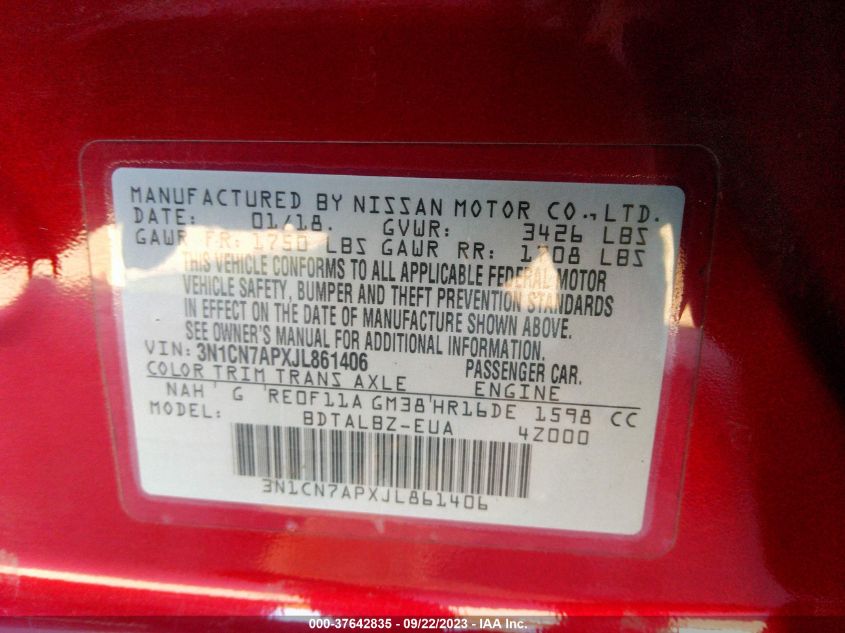 MANUFACTURED BY NISSAN MOTOR CO.,LTD.
DATE: 01/18. GVWR: 3426 LBS
GAWR FR: 1750 LBS GAWR RR: LBS
THIS VEHICLE CONFORMS TO ALL APPLICABLE FEDERAL MOTOR
VEHICLE SAFETY, BUMPER AND THEFT PREVENTION STANDARDS
IN EFFECT ON THE DATE OF MANUFACTURE SHOWN ABOVE.
SEE OWNER'S MANUAL FOR ADDITIONAL INFORMATION.
VIN: 3N1CN7APXJL861406 PASSENGER CAR.
COLOR TRIM TRANS AXLE ENGINE
NAH' G 'RE0F11A GM38'HR16DE 1598 CC
MODEL: BDTALBZ-EUA 4Z000
3N1CN7APXJL861406
000-37642835 - 09/22/2023 - IAA Inc.